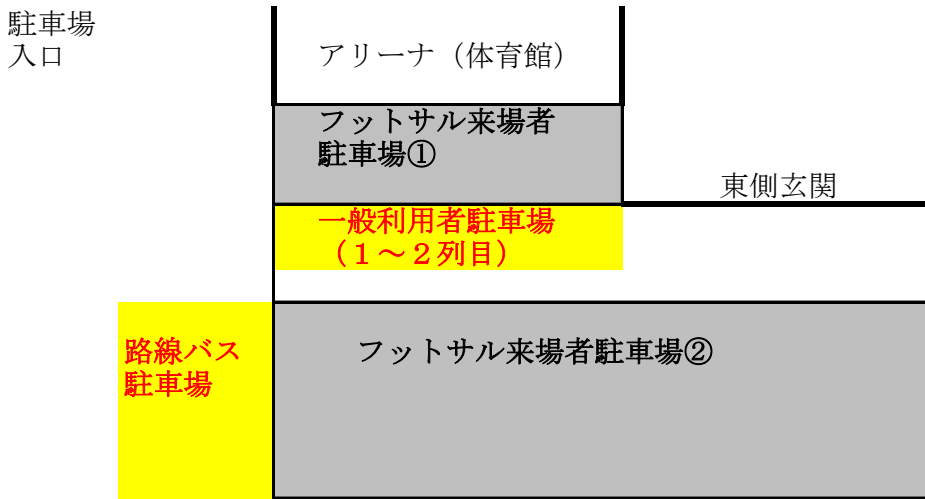 駐車場
入口
アリーナ（体育館）
フットサル来場者
駐車場①
東側玄関
一般利用者駐車場
（１～２列目）
路線バス
駐車場
フットサル来場者駐車場②